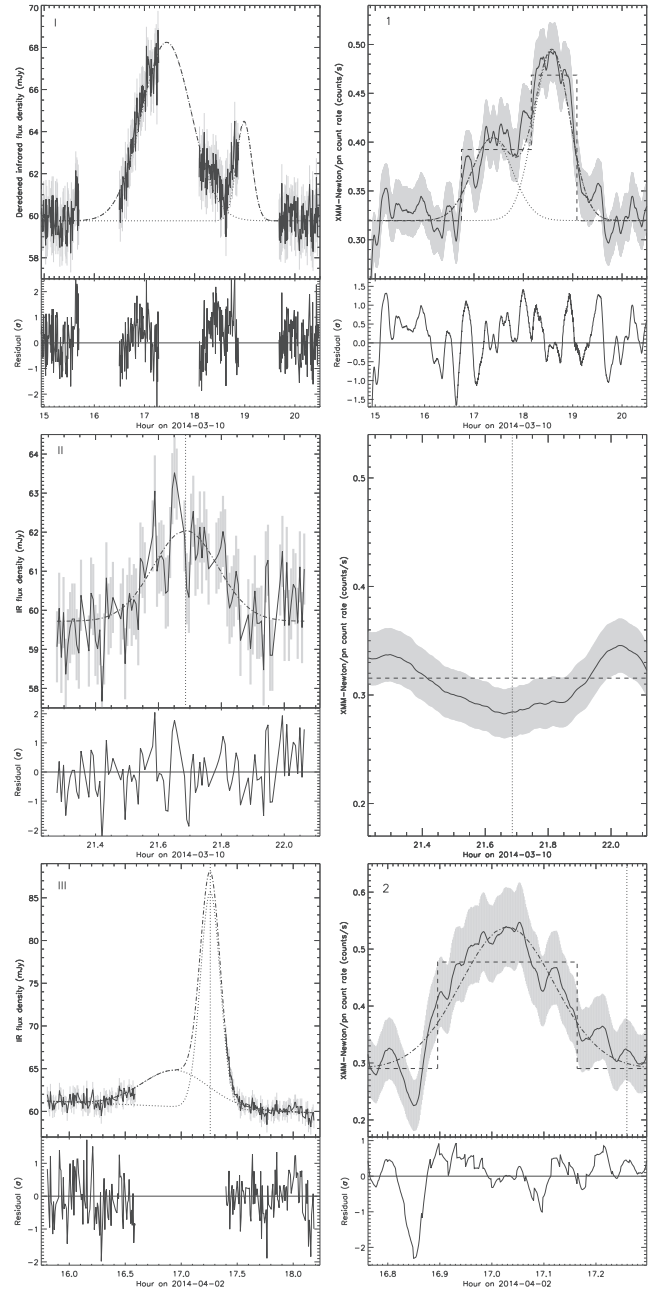 I
70
68
66
64
62
60
58
Dereddened infrared flux density (mJy)
2
1
0
−1
−2
Residual (σ)
15 16 17 18 19 20
Hour on 2014−03−10
1
0.50
0.45
0.40
0.35
0.30
XMM−Newton/pn count rate (counts/s)
1.5
1.0
0.5
0.0
−0.5
−1.0
−1.5
Residual (σ)
15 16 17 18 19 20
Hour on 2014−03−10
II
64
63
62
61
60
59
58
IR flux density (mJy)
2
1
0
−1
−2
Residual (σ)
21.4 21.6 21.8 22.0
Hour on 2014−03−10
0.5
0.4
0.3
0.2
XMM−Newton/pn count rate (counts/s)
21.4 21.6 21.8 22.0
Hour on 2014−03−10
III
85
80
75
70
65
60
IR flux density (mJy)
1
0
−1
−2
Residual (σ)
16.0 16.5 17.0 17.5 18.0
Hour on 2014−04−02
2
0.6
0.5
0.4
0.3
0.2
XMM−Newton/pn count rate (counts/s)
1
0
−1
−2
Residual (σ)
16.8 16.9 17.0 17.1 17.2
Hour on 2014−04−02